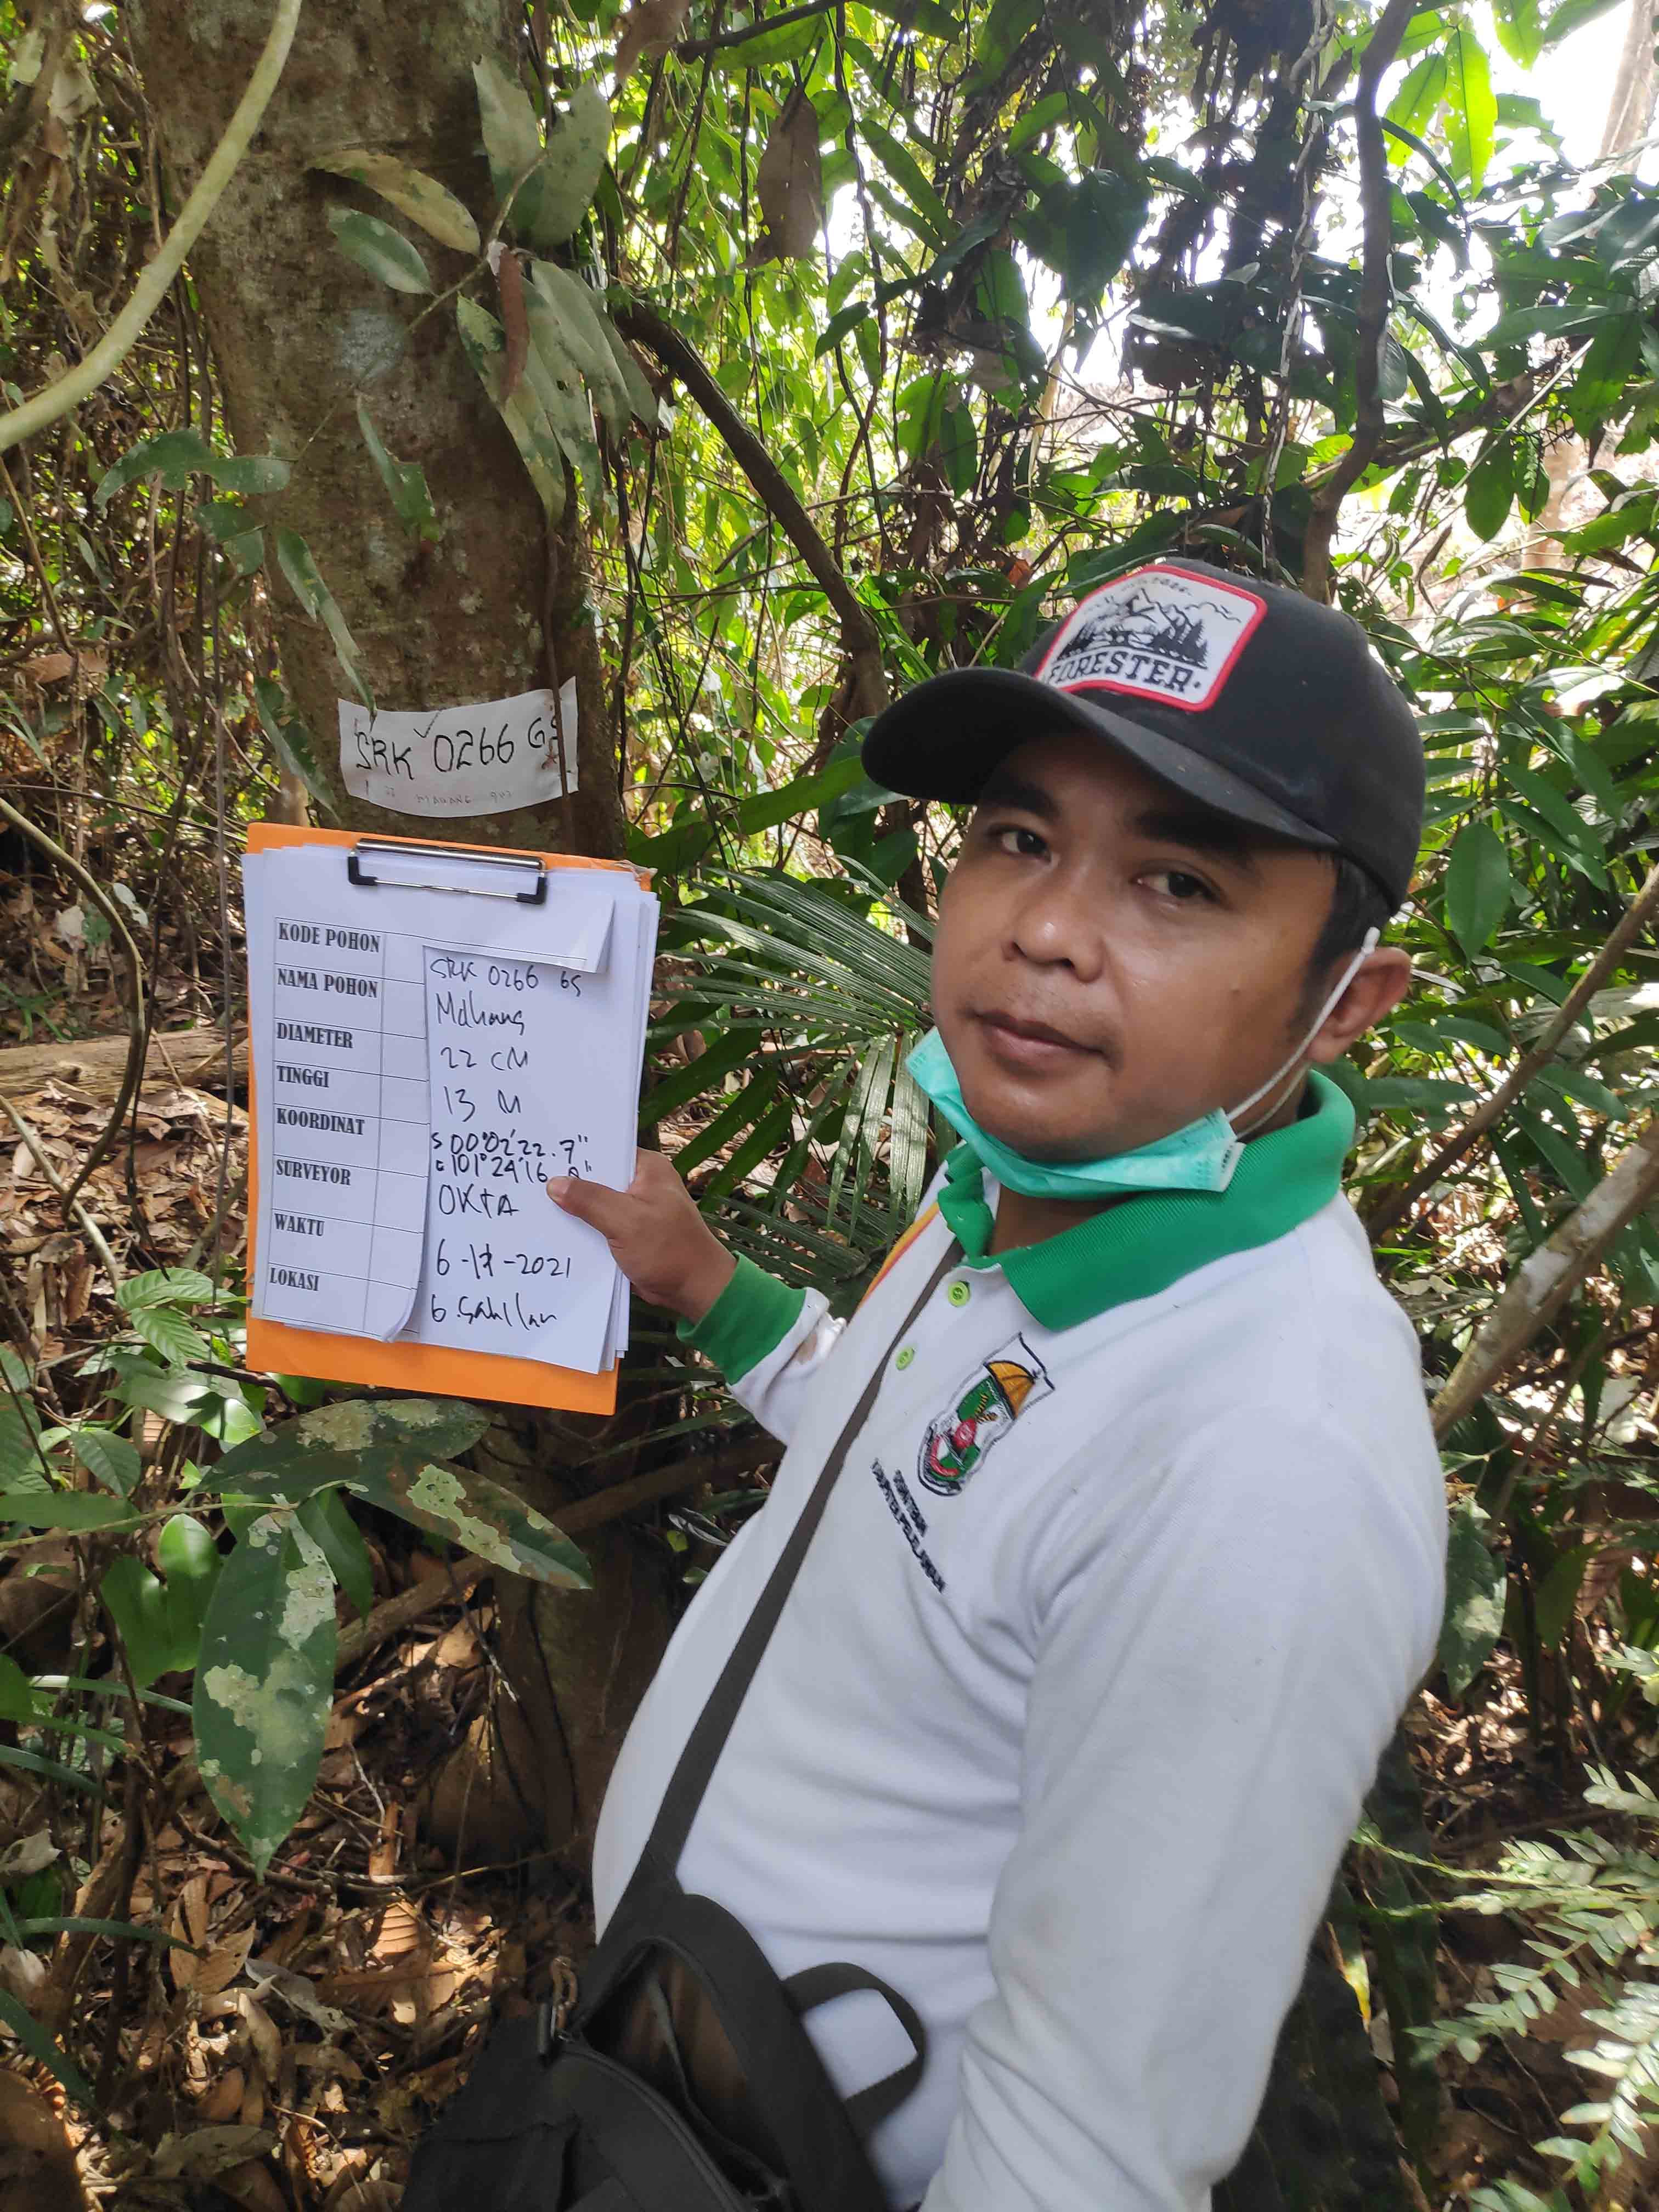 FORESTER
SRK 0266 GS
KODE POHON SRK 0266 GS
NAMA POHON Mahang
DIAMETER 22 CM
TINGGI 13 M
KOORDINAT S 00°02'22.7"
E 101°24'16
SURVEYOR OKTA
WAKTU 6 - -2021
LOKASI